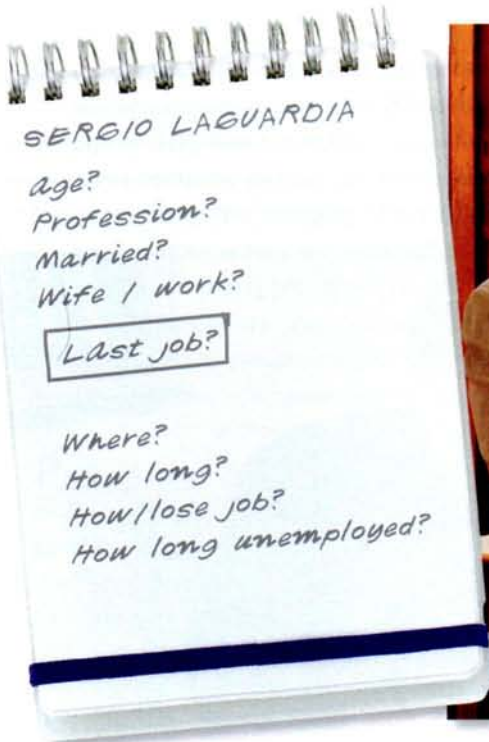 SERGIO LAGUARDIA
Age?
Profession?
Married?
Wife / work?
Last job?
Where?
How long?
How/lose job?
How long unemployed?